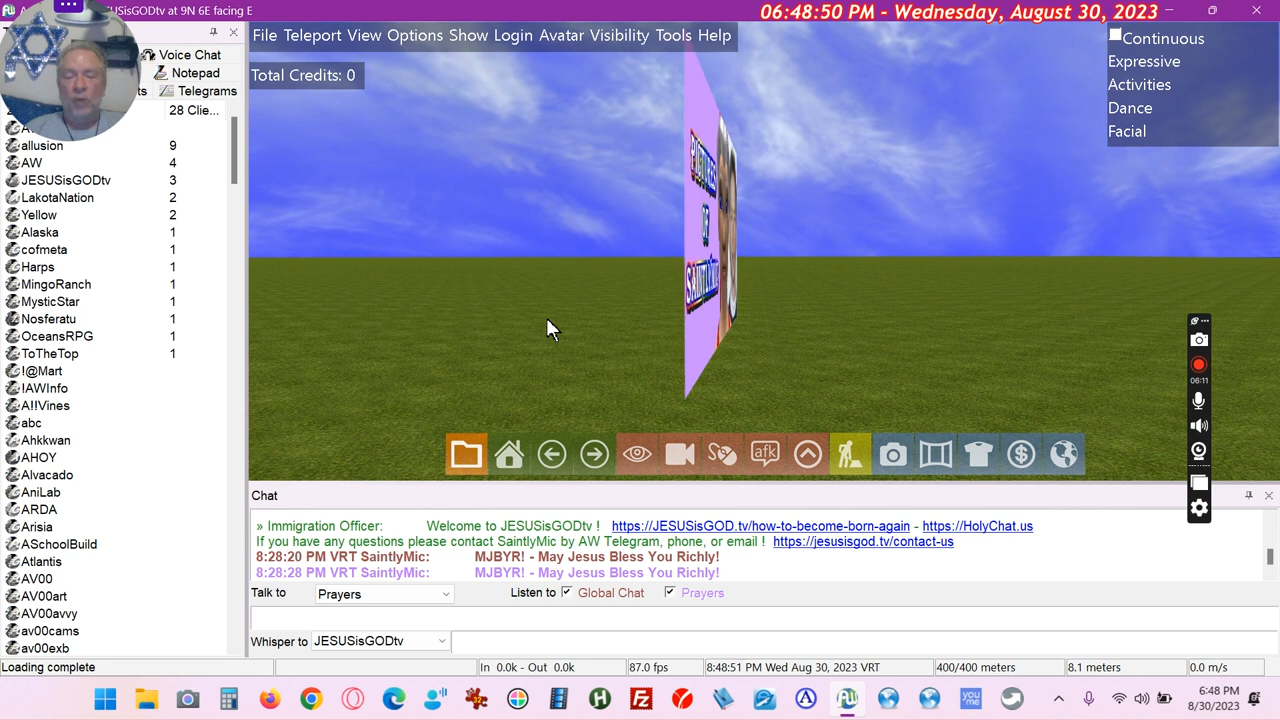 USisGODtv at 9N 6E facing E
06:48:50 PM - Wednesday, August 30, 2023
File Teleport View Options Show Login Avatar Visibility Tools Help
Total Credits: 0
Continuous
Expressive
Activities
Dance
Facial
Voice Chat
Notepad
Telegrams
28 Clie...
allusion 9
AW 4
JESUSisGODtv 3
LakotaNation 2
Yellow 2
Alaska 1
cofmeta 1
Harps 1
MingoRanch 1
MysticStar 1
Nosferatu 1
OceansRPG 1
ToTheTop 1
!@Mart
!AWInfo
A!!Vines
abc
Ahkkwan
AHOY
Alvacado
AniLab
ARDA
Arisia
ASchoolBuild
Atlantis
AV00
AV00art
AV00avvy
av00cams
av00exb
PICTURES
OF
afk
06:11
Chat
» Immigration Officer: Welcome to JESUSisGODtv ! https://JESUSisGOD.tv/how-to-become-born-again - https://HolyChat.us
If you have any questions please contact SaintlyMic by AW Telegram, phone, or email ! https://jesusisgod.tv/contact-us
8:28:20 PM VRT SaintlyMic: MJBYR! - May Jesus Bless You Richly!
8:28:28 PM VRT SaintlyMic: MJBYR! - May Jesus Bless You Richly!
Talk to Prayers Listen to Global Chat Prayers
Whisper to JESUSisGODtv
Loading complete In 0.0k - Out 0.0k 87.0 fps 8:48:51 PM Wed Aug 30, 2023 VRT 400/400 meters 8.1 meters 0.0 m/s
YOU
ME
6:48 PM
8/30/2023